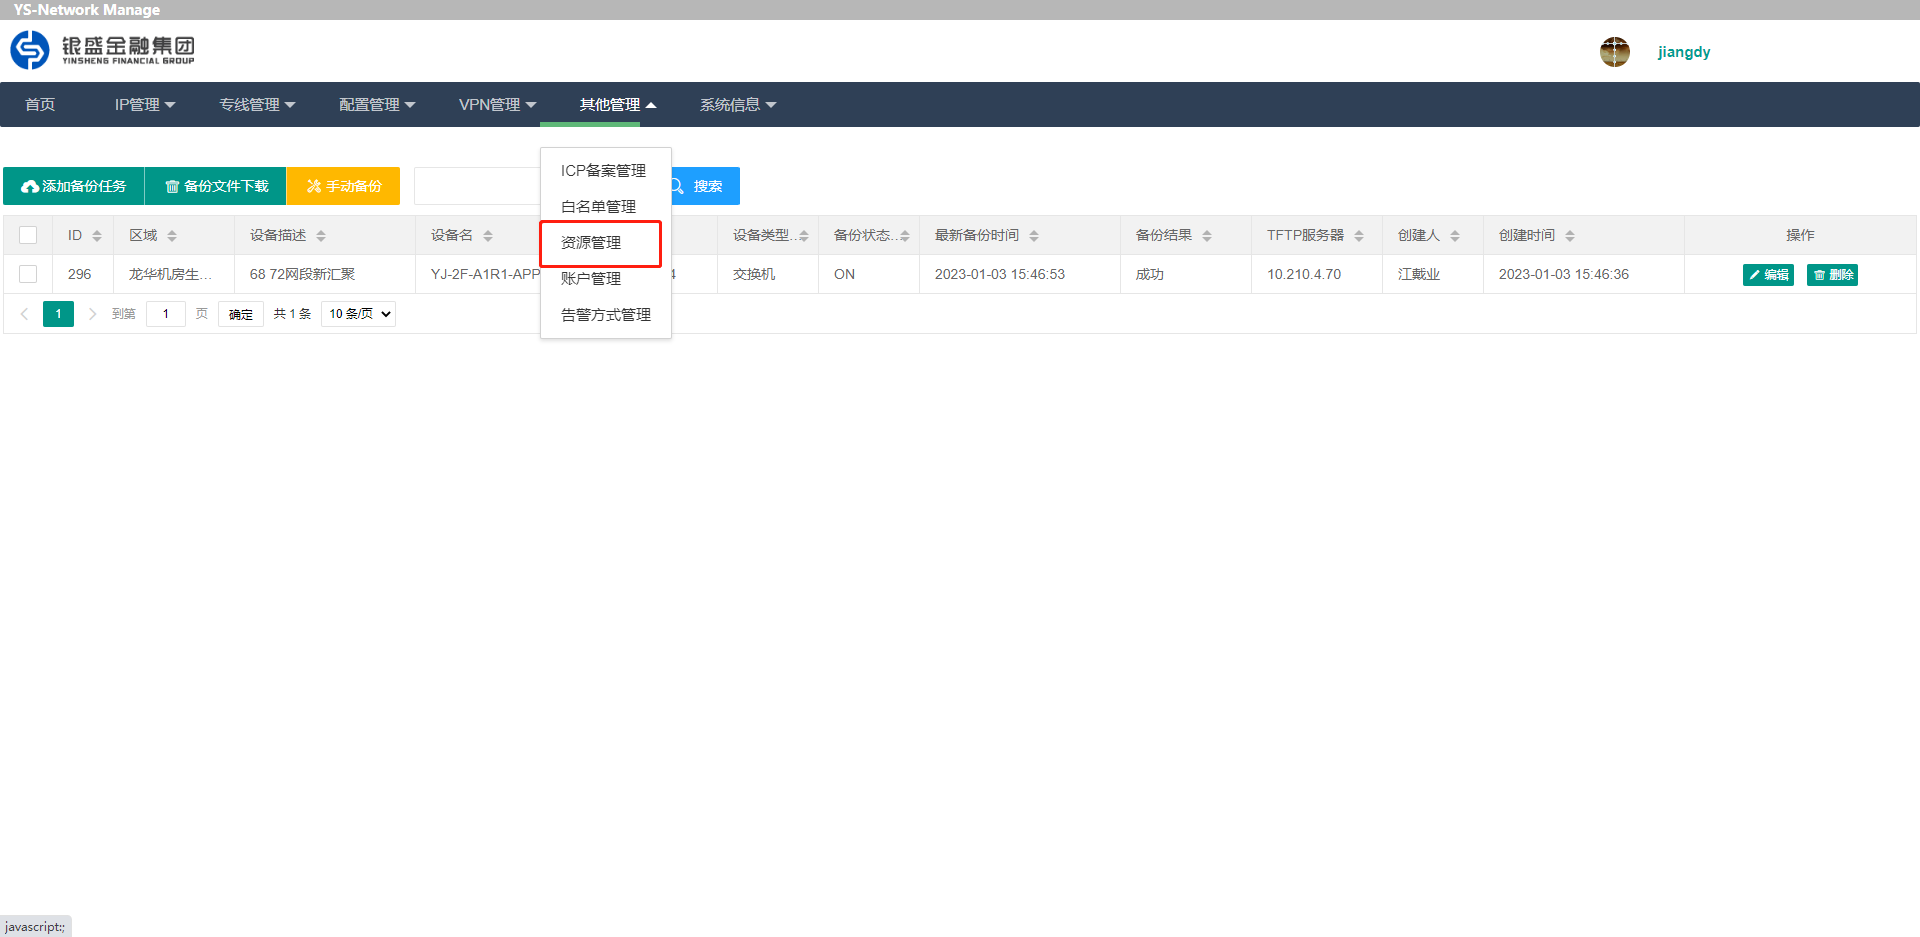 YS-Network Manage
银盛金融集团
YINSHENG FINANCIAL GROUP
jiangdy
首页 IP管理 专线管理 配置管理 VPN管理 其他管理 系统信息
ICP备案管理
白名单管理
资源管理
账户管理
告警方式管理
添加备份任务 备份文件下载 手动备份 搜索
ID 区域 设备描述 设备名 设备类型... 备份状态... 最新备份时间 备份结果 TFTP服务器 创建人 创建时间 操作
296 龙华机房生... 68 72网段新汇聚 YJ-2F-A1R1-APP 4 交换机 ON 2023-01-03 15:46:53 成功 10.210.4.70 江戴业 2023-01-03 15:46:36 编辑 删除
1 到第 1 页 确定 共 1 条 10 条/页
javascript:;